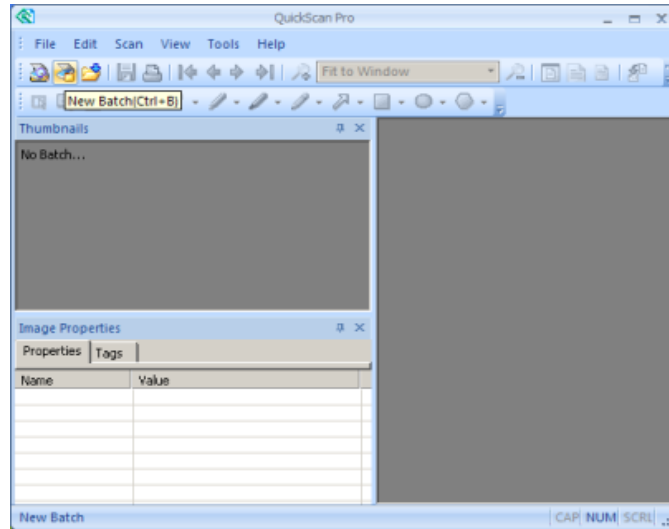 QuickScan Pro
File Edit Scan View Tools Help
Fit to Window
New Batch(Ctrl+B)
Thumbnails
No Batch...
Image Properties
Properties Tags
Name Value
New Batch CAP NUM SCRL